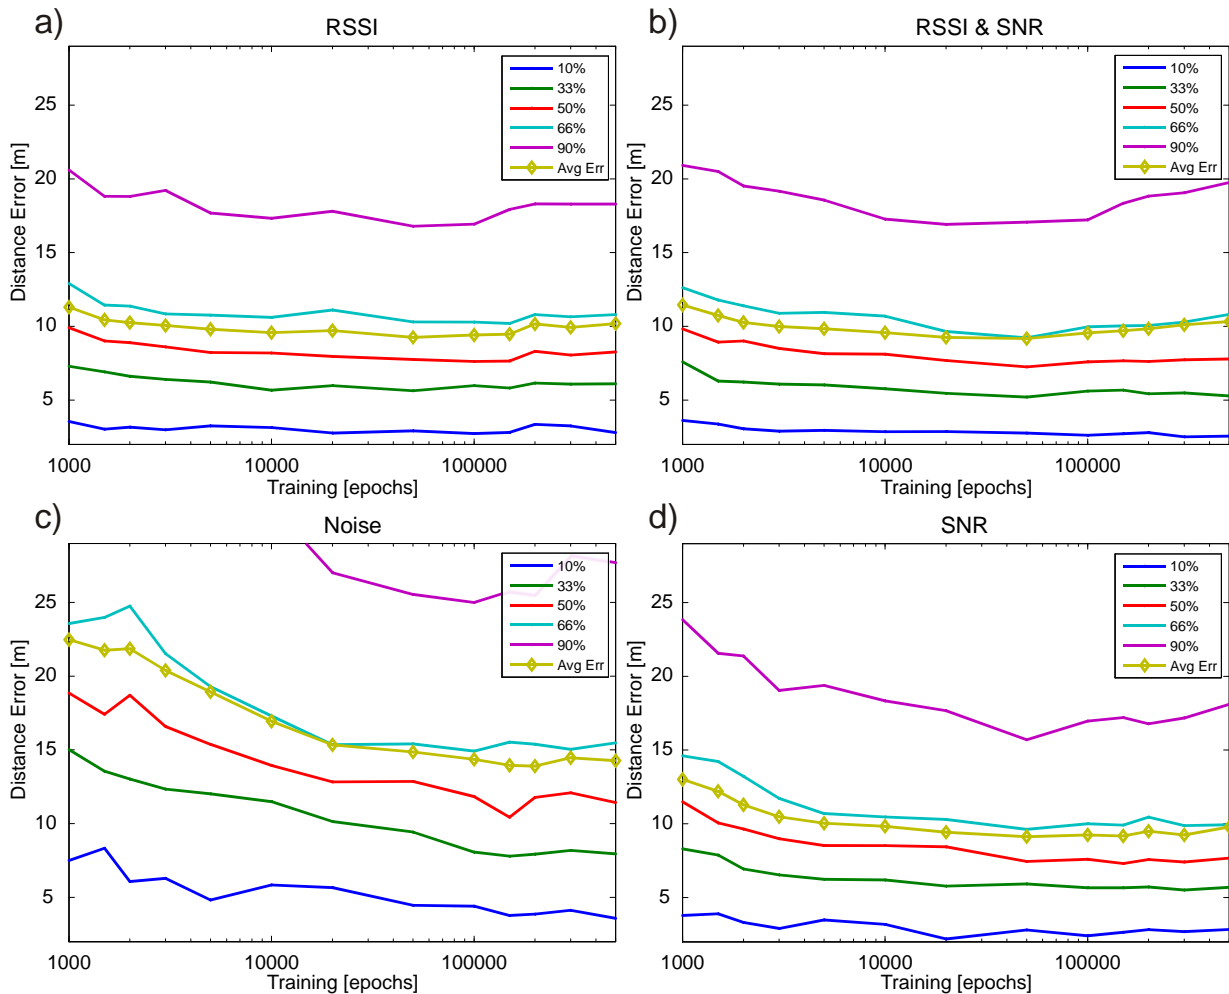 a)
RSSI
25
20
15
10
5
Distance Error [m]
10%
33%
50%
66%
90%
Avg Err
1000
10000
100000
Training [epochs]
b)
RSSI & SNR
25
20
15
10
5
Distance Error [m]
10%
33%
50%
66%
90%
Avg Err
1000
10000
100000
Training [epochs]
c)
Noise
25
20
15
10
5
Distance Error [m]
10%
33%
50%
66%
90%
Avg Err
1000
10000
100000
Training [epochs]
d)
SNR
25
20
15
10
5
Distance Error [m]
10%
33%
50%
66%
90%
Avg Err
1000
10000
100000
Training [epochs]